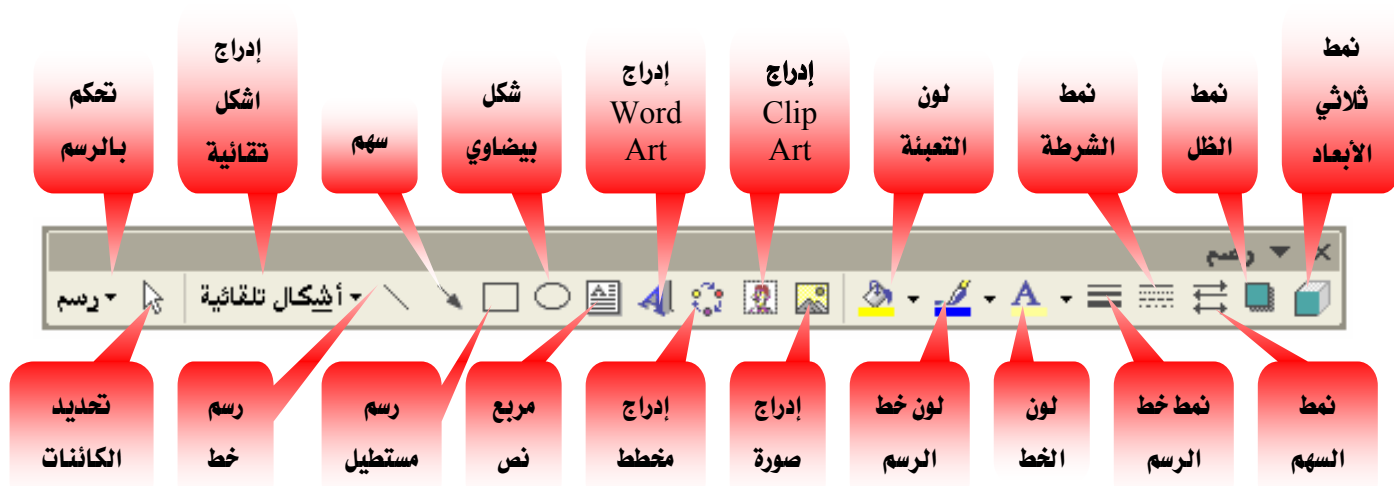 نمط
ثلاثي
الأبعاد
نمط
الظل
نمط
الشرطة
لون
التعبئة
إدراج
Clip
Art
إدراج
Word
Art
شكل
بيضاوي
سهم
إدراج
اشكل
تقائية
تحكم
بالرسم
رسم
رسم
أشكال تلقائية
A
نمط
السهم
نمط خط
الرسم
لون
الخط
لون خط
الرسم
إدراج
صورة
إدراج
مخطط
مربع
نص
رسم
مستطيل
رسم
خط
تحديد
الكائنات